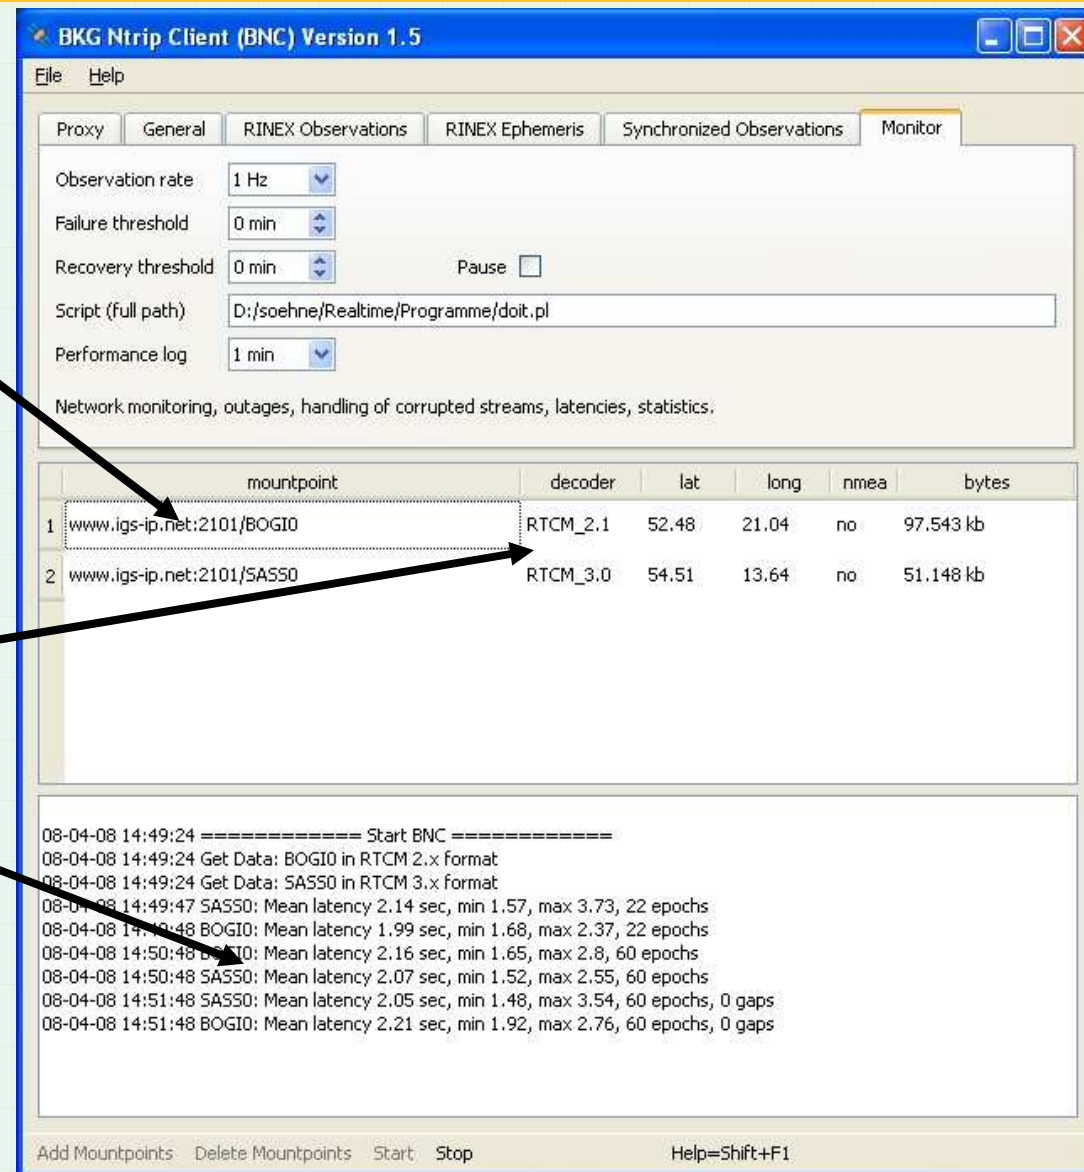 BKG Ntrip Client (BNC) Version 1.5
File Help
Proxy General RINEX Observations RINEX Ephemeris Synchronized Observations Monitor
Observation rate 1 Hz
Failure threshold 0 min
Recovery threshold 0 min Pause
Script (full path) D:/soehne/Realtime/Programme/doit.pl
Performance log 1 min
Network monitoring, outages, handling of corrupted streams, latencies, statistics.
mountpoint decoder lat long nmea bytes
1 www.igs-ip.net:2101/BOGI0 RTCM_2.1 52.48 21.04 no 97.543 kb
2 www.igs-ip.net:2101/SASS0 RTCM_3.0 54.51 13.64 no 51.148 kb
08-04-08 14:49:24 ============ Start BNC ============
08-04-08 14:49:24 Get Data: BOGI0 in RTCM 2.x format
08-04-08 14:49:24 Get Data: SASS0 in RTCM 3.x format
08-04-08 14:49:47 SASS0: Mean latency 2.14 sec, min 1.57, max 3.73, 22 epochs
08-04-08 14:49:48 BOGI0: Mean latency 1.99 sec, min 1.68, max 2.37, 22 epochs
08-04-08 14:50:48 BOGI0: Mean latency 2.16 sec, min 1.65, max 2.8, 60 epochs
08-04-08 14:50:48 SASS0: Mean latency 2.07 sec, min 1.52, max 2.55, 60 epochs
08-04-08 14:51:48 SASS0: Mean latency 2.05 sec, min 1.48, max 3.54, 60 epochs, 0 gaps
08-04-08 14:51:48 BOGI0: Mean latency 2.21 sec, min 1.92, max 2.76, 60 epochs, 0 gaps
Add Mountpoints Delete Mountpoints Start Stop Help=Shift+F1